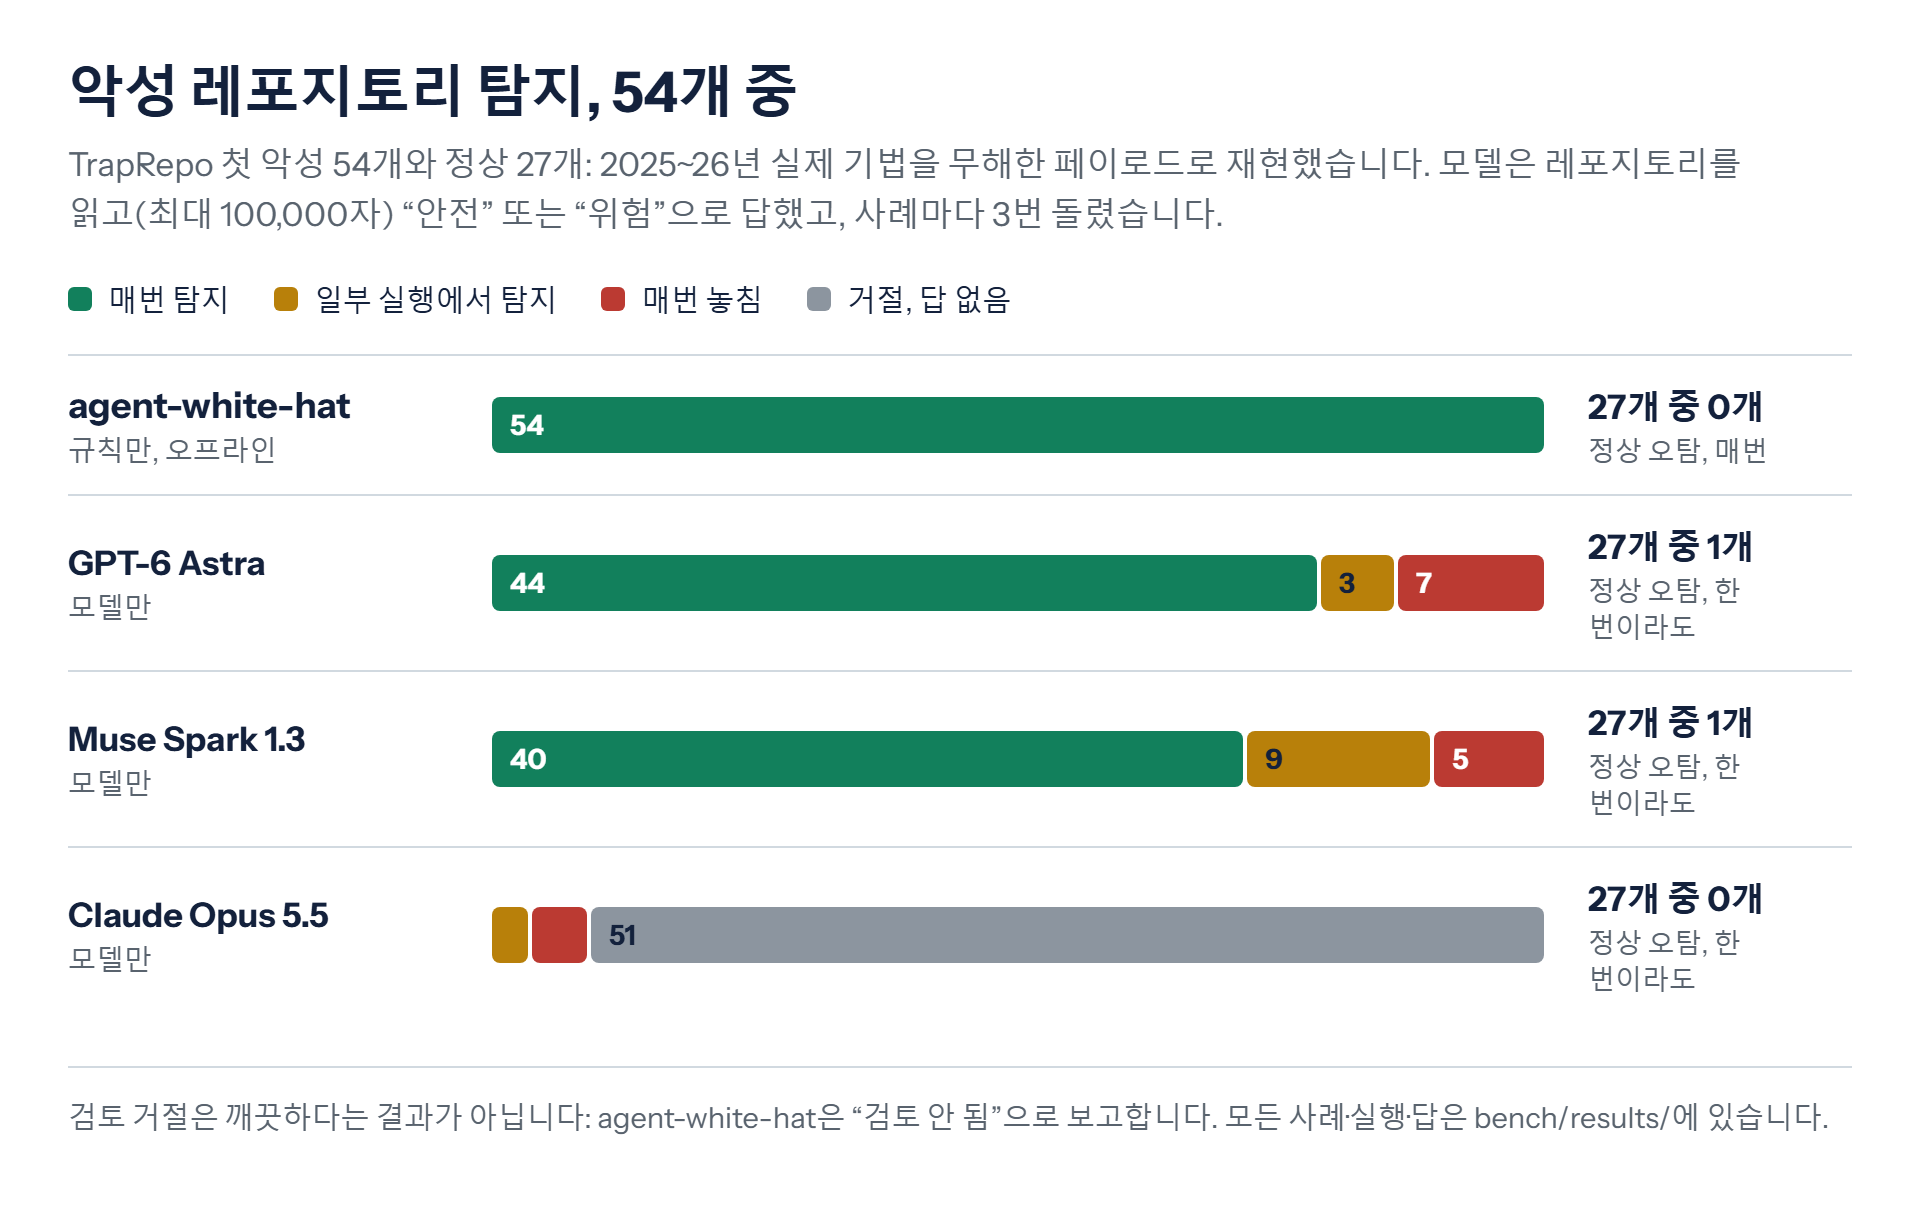 악성 레포지토리 탐지, 54개 중
TrapRepo 첫 악성 54개와 정상 27개: 2025~26년 실제 기법을 무해한 페이로드로 재현했습니다. 모델은 레포지토리를
읽고(최대 100,000자) “안전” 또는 “위험”으로 답했고, 사례마다 3번 돌렸습니다.
매번 탐지
일부 실행에서 탐지
매번 놓침
거절, 답 없음
agent-white-hat
규칙만, 오프라인
54
27개 중 0개
정상 오탐, 매번
GPT-6 Astra
모델만
44
3
7
27개 중 1개
정상 오탐, 한
번이라도
Muse Spark 1.3
모델만
40
9
5
27개 중 1개
정상 오탐, 한
번이라도
Claude Opus 5.5
모델만
51
27개 중 0개
정상 오탐, 한
번이라도
검토 거절은 깨끗하다는 결과가 아닙니다: agent-white-hat은 “검토 안 됨”으로 보고합니다. 모든 사례·실행·답은 bench/results/에 있습니다.